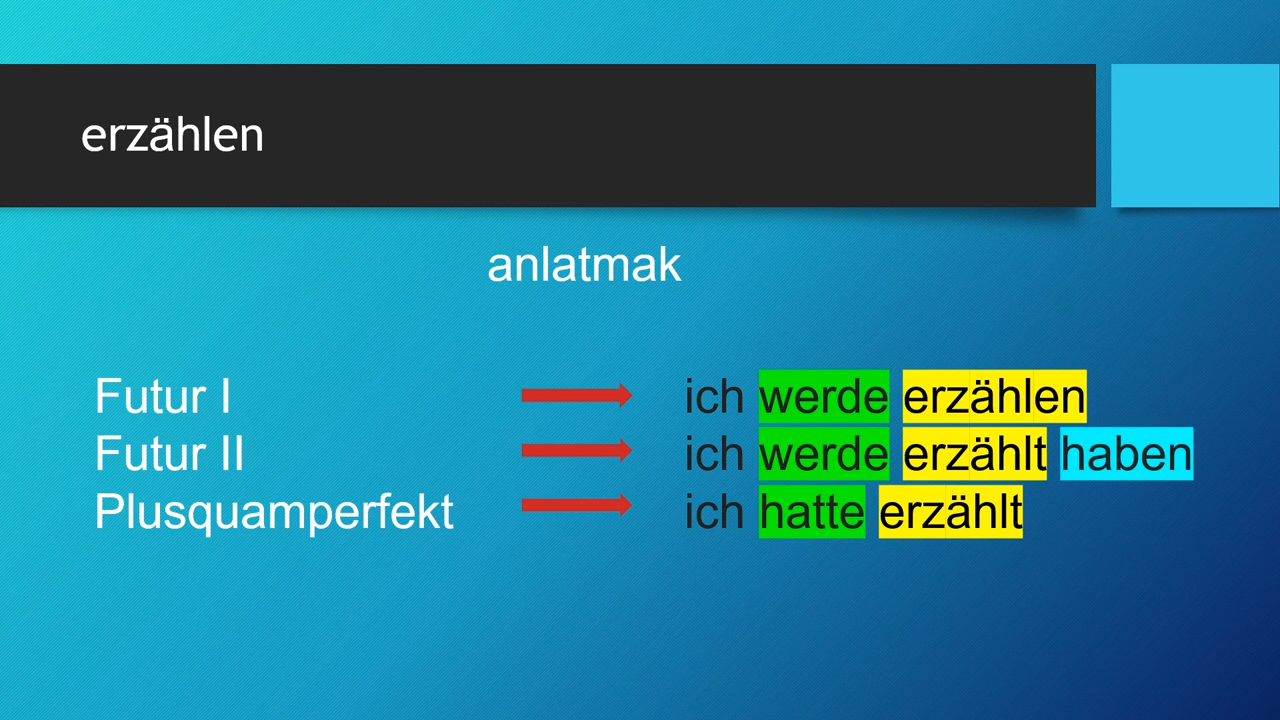 erzählen
anlatmak
Futur I ich werde erzählen
Futur II ich werde erzählt haben
Plusquamperfekt ich hatte erzählt